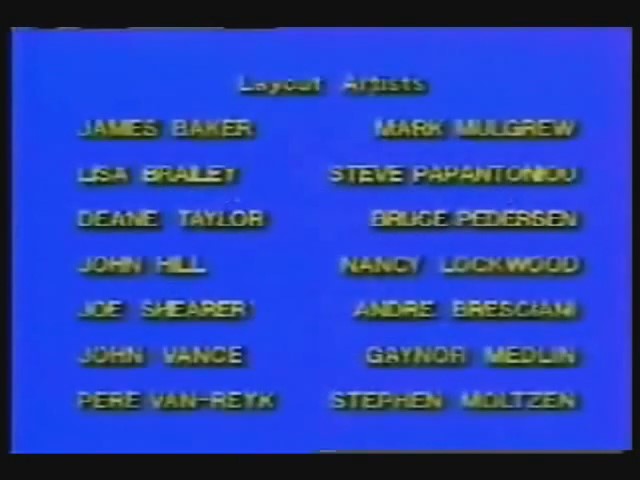 Layout Artists
JAMES BAKER MARK MULGREW
LISA BRAILEY STEVE PAPANTONIOU
DEANE TAYLOR BRUCE PEDERSEN
JOHN HILL NANCY LOCKWOOD
JOE SHEARER ANDRE BRESCIANI
JOHN VANCE GAYNOR MEDLIN
PERE VAN-REYK STEPHEN MOLTZEN